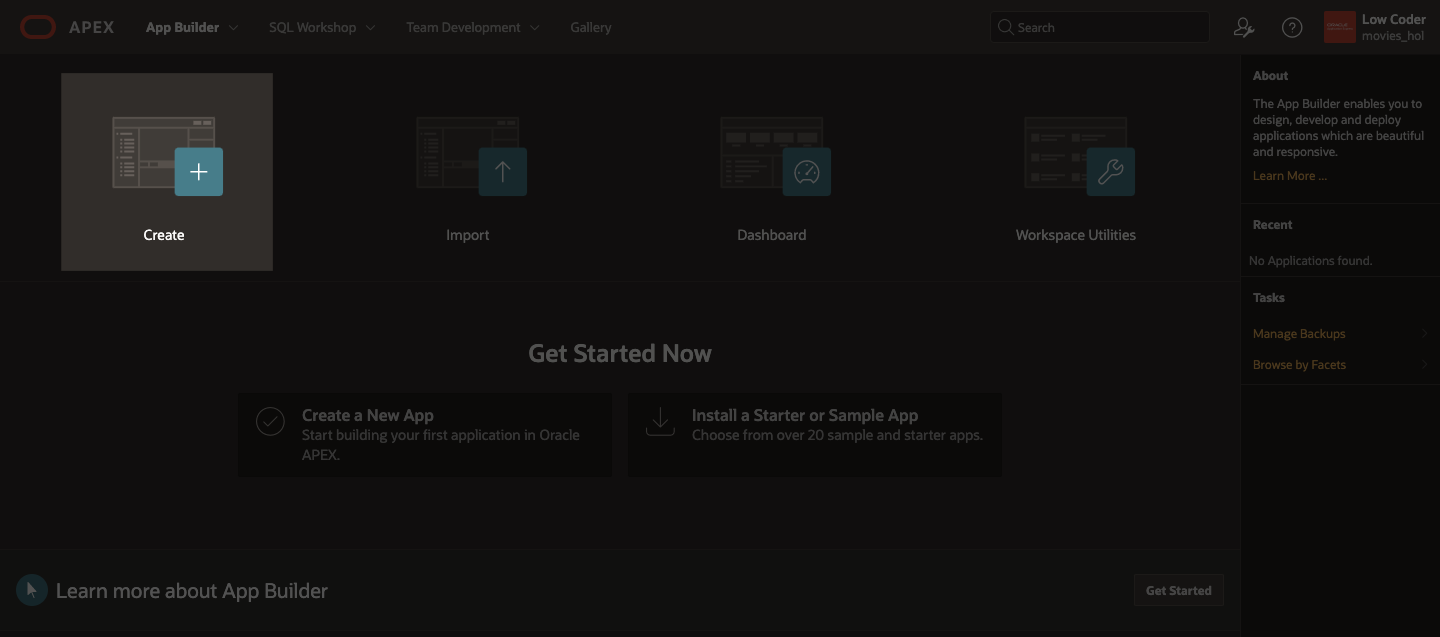 APEX App Builder SQL Workshop Team Development Gallery Search Low Coder
movies_hol
Create Import Dashboard Workspace Utilities
About
The App Builder enables you to
design, develop and deploy
applications which are beautiful
and responsive.
Learn More ...
Recent
No Applications found.
Tasks
Manage Backups
Browse by Facets
Get Started Now
Create a New App
Start building your first application in Oracle
APEX.
Install a Starter or Sample App
Choose from over 20 sample and starter apps.
Learn more about App Builder Get Started